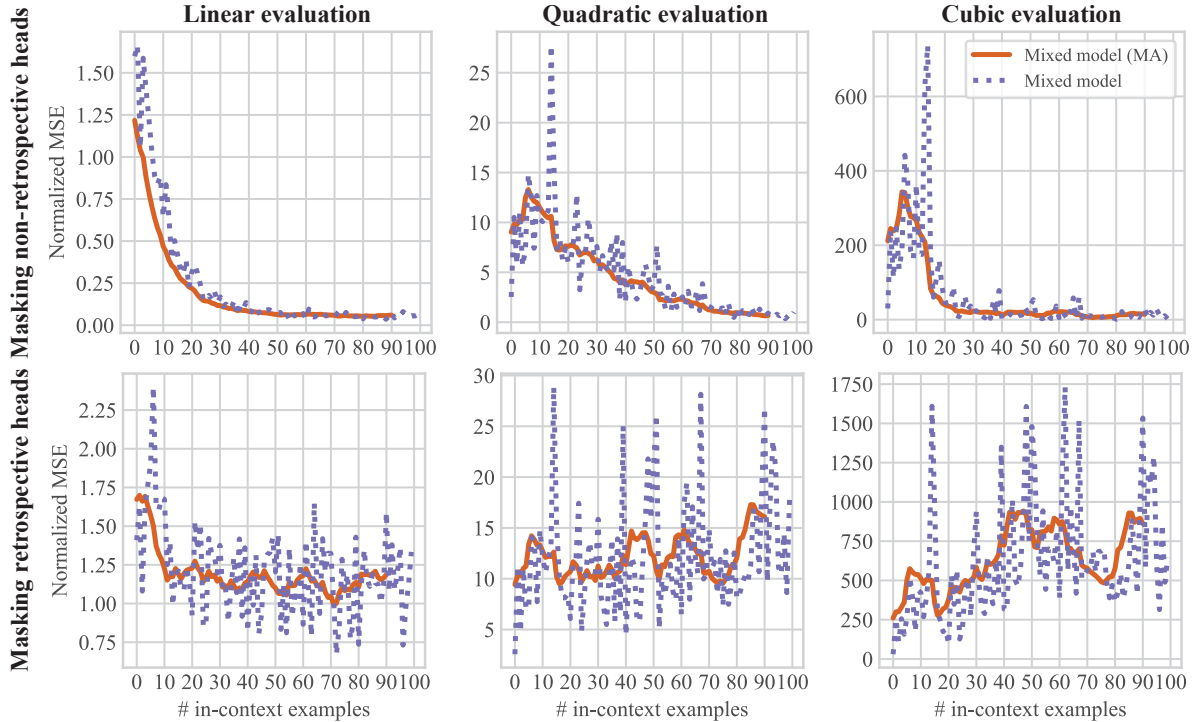 Linear evaluation
Quadratic evaluation
Cubic evaluation
Masking non-retrospective heads
Normalized MSE
1.50
1.25
1.00
0.75
0.50
0.25
0.00
0 10 20 30 40 50 60 70 80 90 100
25
20
15
10
5
0
0 10 20 30 40 50 60 70 80 90 100
600
400
200
0
0 10 20 30 40 50 60 70 80 90 100
Mixed model (MA)
Mixed model
Masking retrospective heads
Normalized MSE
2.25
2.00
1.75
1.50
1.25
1.00
0.75
0 10 20 30 40 50 60 70 80 90 100
# in-context examples
30
25
20
15
10
5
0 10 20 30 40 50 60 70 80 90 100
# in-context examples
1750
1500
1250
1000
750
500
250
0
0 10 20 30 40 50 60 70 80 90 100
# in-context examples